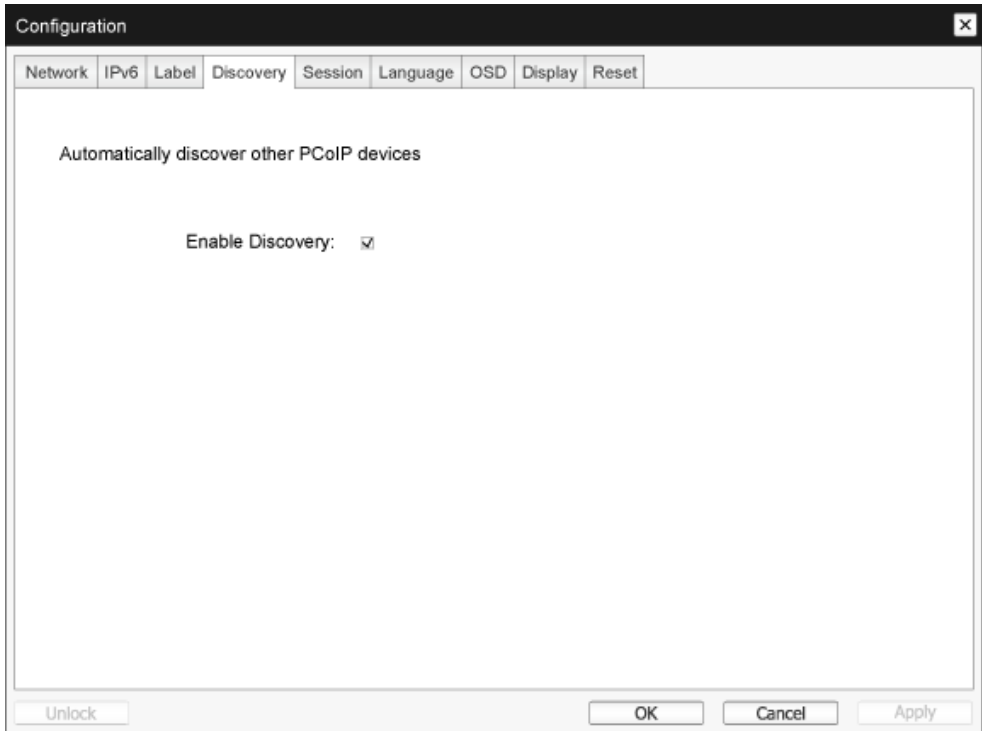 Configuration
Network IPv6 Label Discovery Session Language OSD Display Reset
Automatically discover other PCoIP devices
Enable Discovery:
Unlock OK Cancel Apply